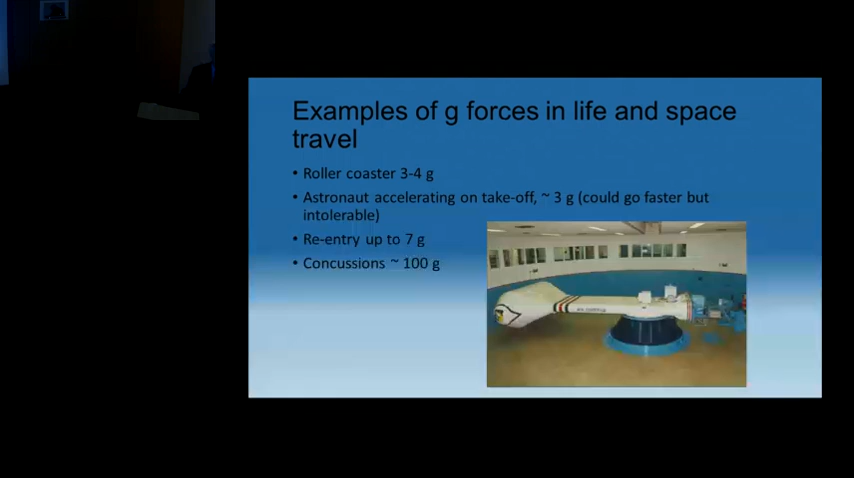 Examples of g forces in life and space
travel
• Roller coaster 3-4 g
• Astronaut accelerating on take-off, ~ 3 g (could go faster but
intolerable)
• Re-entry up to 7 g
• Concussions ~ 100 g